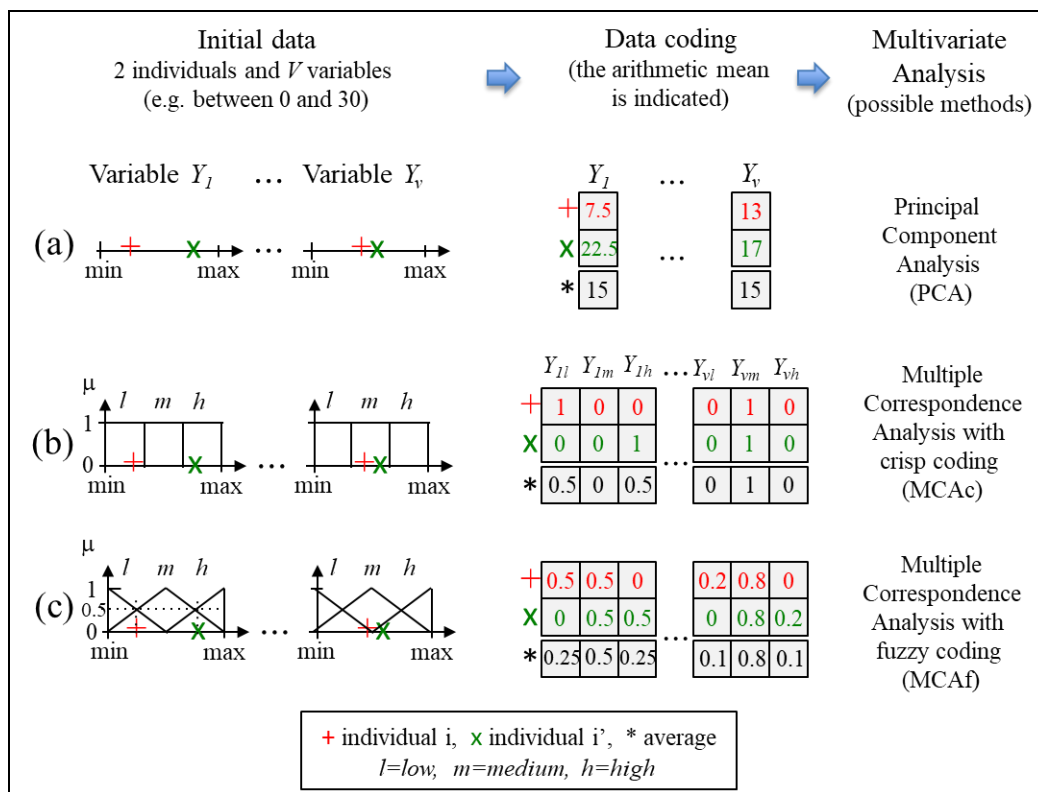 Initial data
2 individuals and V variables
(e.g. between 0 and 30)
Data coding
(the arithmetic mean
is indicated)
Multivariate
Analysis
(possible methods)
Variable Y1 ... Variable Yv
(a)
+ x ... + x
min max min max
Y1 ... Yv
+ 7.5 13
x 22.5 ... 17
* 15 15
Principal
Component
Analysis
(PCA)
(b)
μ
l m h l m h
1
0 + x ... + x
min max min max
Y1l Y1m Y1h ... Yvl Yvm Yvh
+ 1 0 0 0 1 0
x 0 0 1 0 1 0
* 0.5 0 0.5 ... 0 1 0
Multiple
Correspondence
Analysis with
crisp coding
(MCAc)
(c)
μ
l m h l m h
1
0.5
0 + x ... + x
min max min max
+ 0.5 0.5 0 0.2 0.8 0
x 0 0.5 0.5 ... 0 0.8 0.2
* 0.25 0.5 0.25 0.1 0.8 0.1
Multiple
Correspondence
Analysis with
fuzzy coding
(MCAf)
+ individual i, x individual i’, * average
l=low, m=medium, h=high